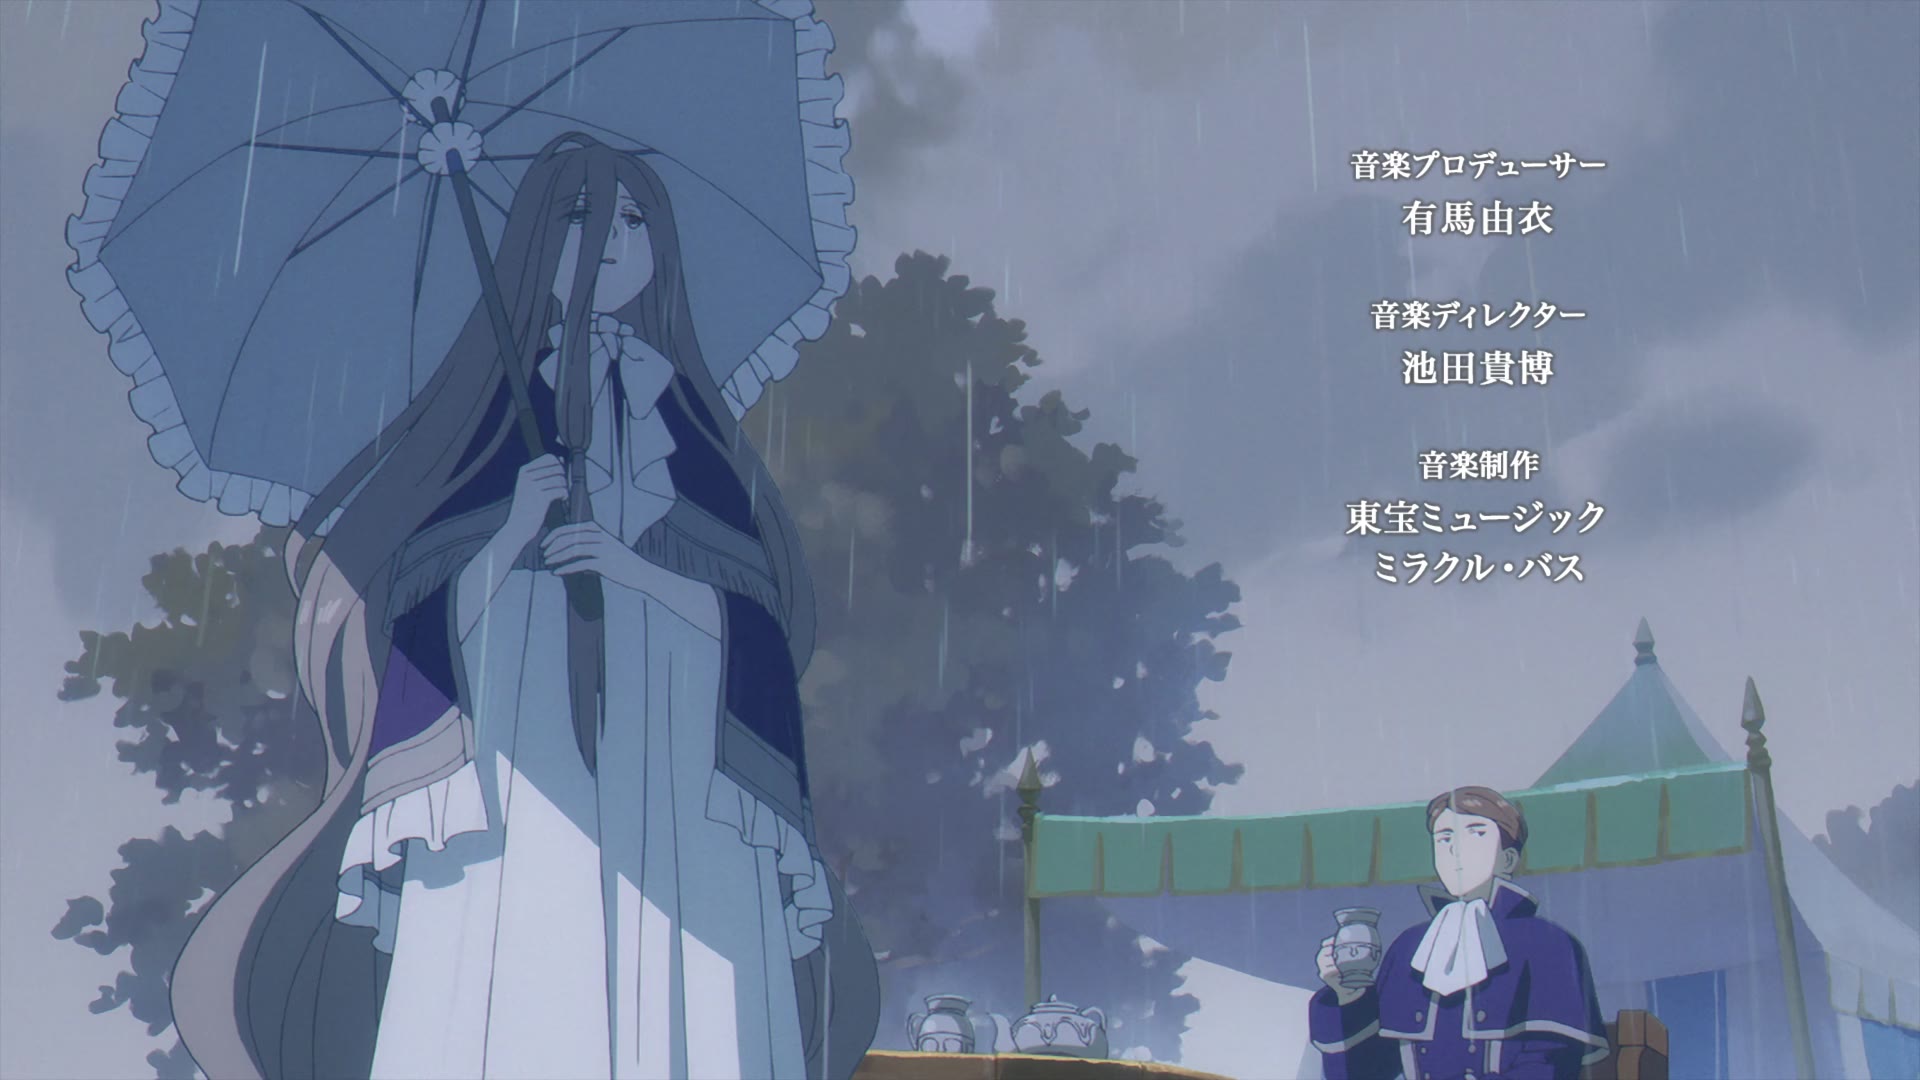 音楽プロデューサー
有馬由衣
音楽ディレクター
池田貴博
音楽制作
東宝ミュージック
ミラクル・バス